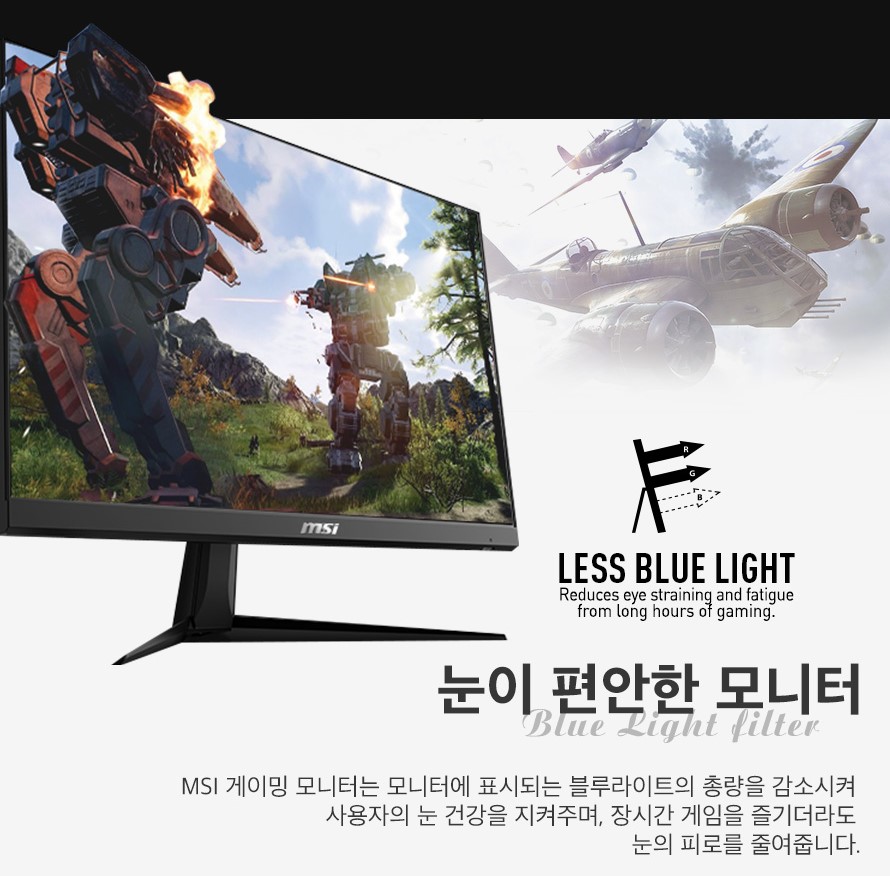 msi
R
G
B
LESS BLUE LIGHT
Reduces eye straining and fatigue
from long hours of gaming.
눈이 편안한 모니터
Blue Light filter
MSI 게이밍 모니터는 모니터에 표시되는 블루라이트의 총량을 감소시켜
사용자의 눈 건강을 지켜주며, 장시간 게임을 즐기더라도
눈의 피로를 줄여줍니다.